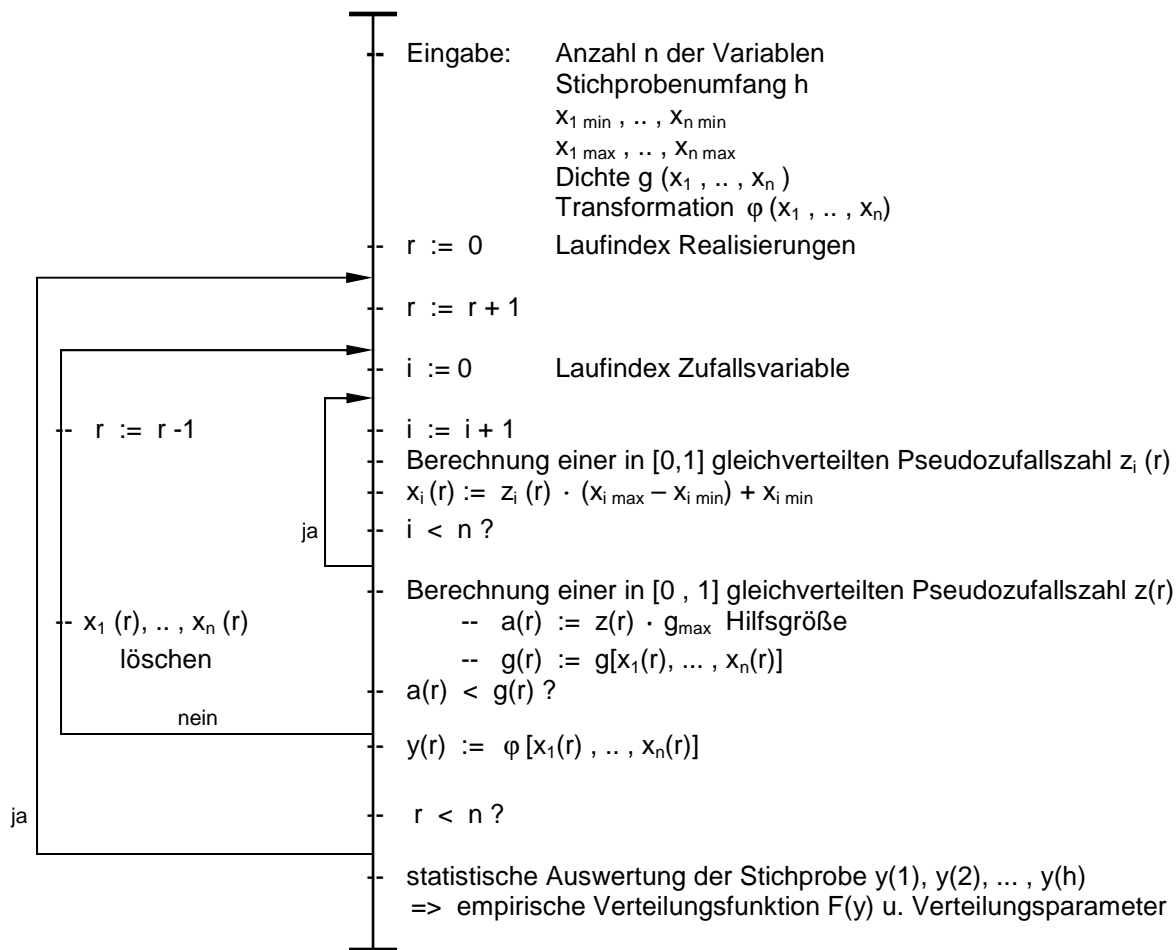 Eingabe: Anzahl n der Variablen
Stichprobenumfang h
x1 min , .. , xn min
x1 max , .. , xn max
Dichte g (x1 , .. , xn )
Transformation φ (x1 , .. , xn)
r := 0 Laufindex Realisierungen
r := r + 1
i := 0 Laufindex Zufallsvariable
r := r -1
i := i + 1
Berechnung einer in [0,1] gleichverteilten Pseudozufallszahl zi (r)
xi (r) := zi (r) · (xi max – xi min) + xi min
ja
i < n ?
Berechnung einer in [0 , 1] gleichverteilten Pseudozufallszahl z(r)
x1 (r), .. , xn (r)
löschen
-- a(r) := z(r) · gmax Hilfsgröße
-- g(r) := g[x1(r), ... , xn(r)]
a(r) < g(r) ?
nein
y(r) := φ [x1(r) , .. , xn(r)]
ja
r < n ?
statistische Auswertung der Stichprobe y(1), y(2), ... , y(h)
=> empirische Verteilungsfunktion F(y) u. Verteilungsparameter